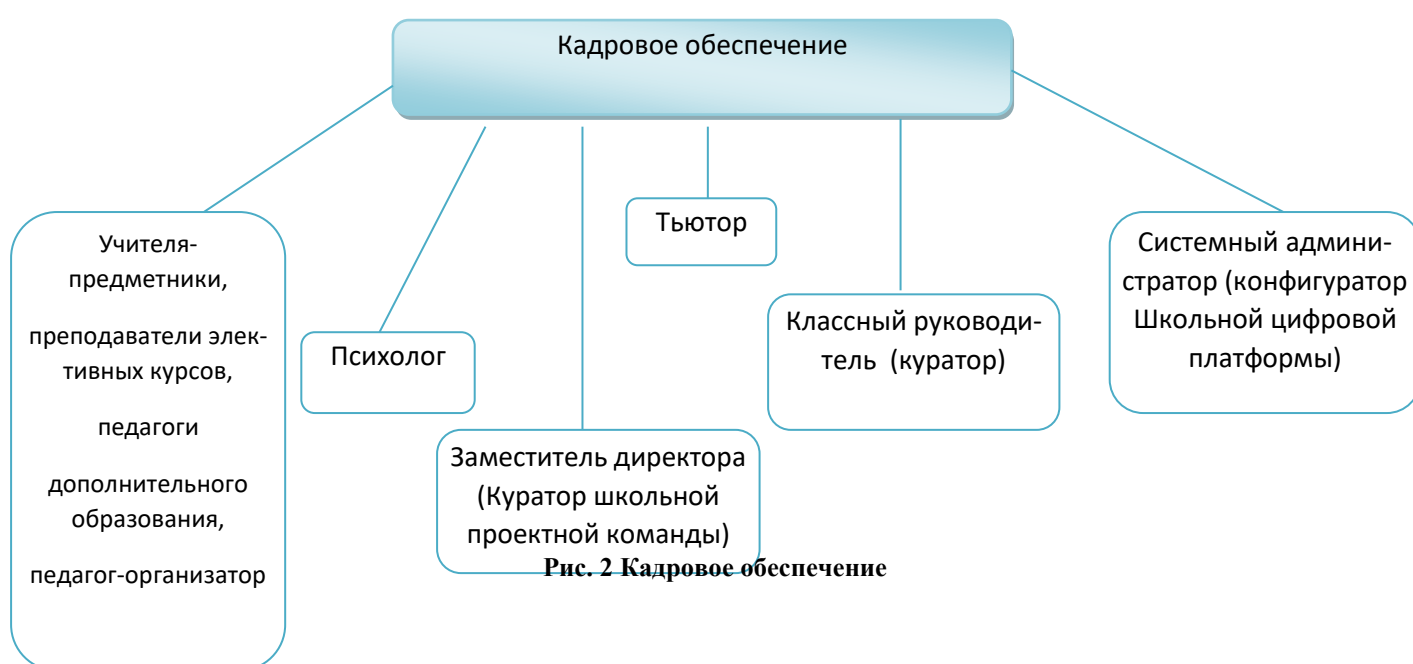 Кадровое обеспечение
Учителя-
предметники,
преподаватели элек-
тивных курсов,
педагоги
дополнительного
образования,
педагог-организатор
Психолог
Заместитель директора
(Куратор школьной
проектной команды)
Тьютор
Классный руководи-
тель (куратор)
Системный админи-
стратор (конфигуратор
Школьной цифровой
платформы)
Рис. 2 Кадровое обеспечение